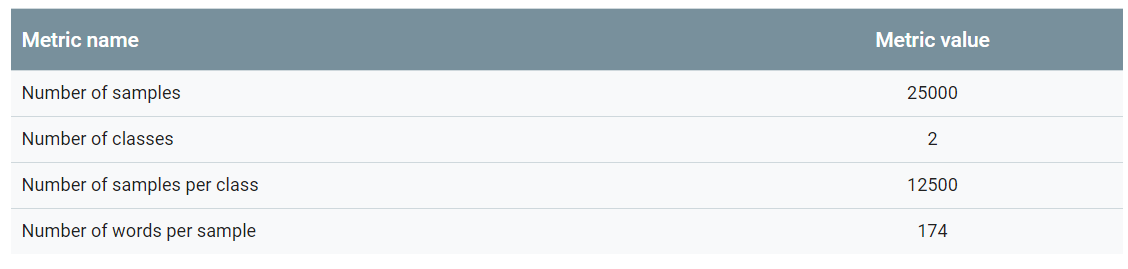 Metric name Metric value
Number of samples 25000
Number of classes 2
Number of samples per class 12500
Number of words per sample 174